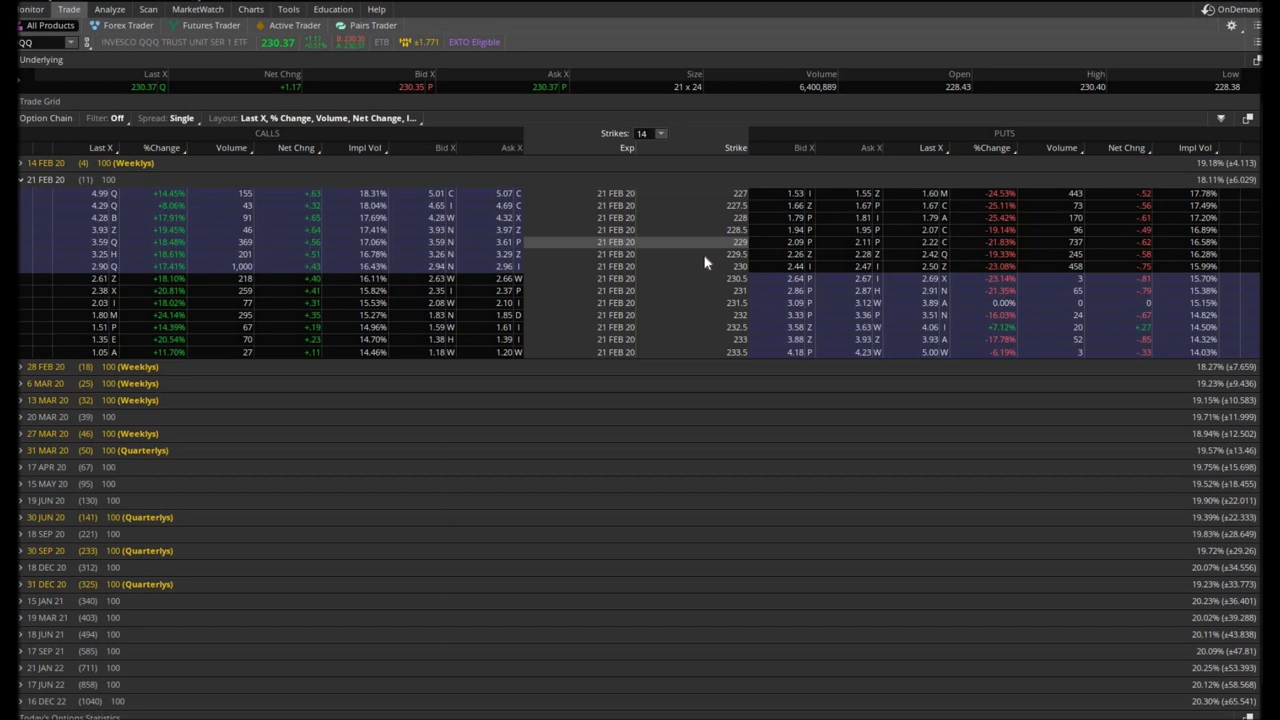 onitor Trade Analyze Scan MarketWatch Charts Tools Education Help OnDemand
All Products Forex Trader Futures Trader Active Trader Pairs Trader
QQ INVESCO QQQ TRUST UNIT SER 1 ETF 230.37 +1.17 +0.51% B: 230.35 A: 230.37 ETB ±1.771 EXTO Eligible
Underlying
Last X Net Chng Bid X Ask X Size Volume Open High Low
230.37 Q +1.17 230.35 P 230.37 P 21 x 24 6,400,889 228.43 230.40 228.38
Trade Grid
Option Chain Filter: Off Spread: Single Layout: Last X, % Change, Volume, Net Change, I...
CALLS Strikes: 14 PUTS
Last X %Change Volume Net Chng Impl Vol Bid X Ask X Exp Strike Bid X Ask X Last X %Change Volume Net Chng Impl Vol
14 FEB 20 (4) 100 (Weeklys) 19.18% (±4.113)
21 FEB 20 (11) 100 18.11% (±6.029)
4.99 Q +14.45% 155 +.63 18.31% 5.01 C 5.07 C 21 FEB 20 227 1.53 I 1.55 Z 1.60 M -24.53% 443 -.52 17.78%
4.29 Q +8.06% 43 +.32 18.04% 4.65 I 4.69 C 21 FEB 20 227.5 1.66 Z 1.67 P 1.67 C -25.11% 73 -.56 17.49%
4.28 B +17.91% 91 +.65 17.69% 4.28 W 4.32 X 21 FEB 20 228 1.79 P 1.81 I 1.79 A -25.42% 170 -.61 17.20%
3.93 Z +19.45% 46 +.64 17.41% 3.93 N 3.97 Z 21 FEB 20 228.5 1.94 P 1.95 P 2.07 C -19.14% 96 -.49 16.89%
3.59 Q +18.48% 369 +.56 17.06% 3.59 N 3.61 P 21 FEB 20 229 2.09 P 2.11 P 2.22 C -21.83% 737 -.62 16.58%
3.25 H +18.61% 201 +.51 16.78% 3.26 N 3.29 Z 21 FEB 20 229.5 2.26 P 2.28 Z 2.42 Q -19.33% 245 -.58 16.28%
2.90 Q +17.41% 1,000 +.43 16.43% 2.94 N 2.96 I 21 FEB 20 230 2.44 I 2.47 I 2.50 Z -23.08% 458 -.75 15.99%
2.61 Z +18.10% 218 +.40 16.11% 2.63 W 2.66 W 21 FEB 20 230.5 2.64 P 2.67 I 2.69 X -23.14% 3 -.81 15.70%
2.38 X +20.81% 259 +.41 15.82% 2.35 I 2.37 P 21 FEB 20 231 2.86 P 2.87 H 2.91 N -21.35% 65 -.79 15.38%
2.03 I +18.02% 77 +.31 15.53% 2.08 W 2.10 I 21 FEB 20 231.5 3.09 P 3.12 W 3.89 A 0.00% 0 0 15.15%
1.80 M +24.14% 295 +.35 15.27% 1.83 N 1.85 D 21 FEB 20 232 3.33 P 3.36 P 3.51 N -16.03% 24 -.67 14.82%
1.51 P +14.39% 67 +.19 14.96% 1.59 W 1.61 I 21 FEB 20 232.5 3.58 Z 3.63 W 4.06 I +7.12% 20 +.27 14.50%
1.35 E +20.54% 70 +.23 14.70% 1.38 H 1.39 I 21 FEB 20 233 3.88 P 3.93 Z 3.93 A -17.78% 53 -.85 14.32%
1.05 A +11.70% 27 +.11 14.46% 1.18 W 1.20 W 21 FEB 20 233.5 4.18 P 4.23 W 5.00 W -6.19% 3 -.33 14.03%
28 FEB 20 (18) 100 (Weeklys) 18.27% (±7.659)
6 MAR 20 (25) 100 (Weeklys) 19.23% (±9.436)
13 MAR 20 (32) 100 (Weeklys) 19.15% (±10.583)
20 MAR 20 (39) 100 19.71% (±11.999)
27 MAR 20 (46) 100 (Weeklys) 18.94% (±12.502)
31 MAR 20 (50) 100 (Quarterlys) 19.57% (±13.46)
17 APR 20 (67) 100 19.75% (±15.698)
15 MAY 20 (95) 100 19.52% (±18.455)
19 JUN 20 (130) 100 19.90% (±22.011)
30 JUN 20 (141) 100 (Quarterlys) 19.39% (±22.333)
18 SEP 20 (221) 100 19.83% (±28.649)
30 SEP 20 (233) 100 (Quarterlys) 19.72% (±29.26)
18 DEC 20 (312) 100 20.07% (±34.556)
31 DEC 20 (325) 100 (Quarterlys) 19.23% (±33.773)
15 JAN 21 (340) 100 20.23% (±36.401)
19 MAR 21 (403) 100 20.02% (±39.288)
18 JUN 21 (494) 100 20.11% (±43.838)
17 SEP 21 (585) 100 20.09% (±47.81)
21 JAN 22 (711) 100 20.25% (±53.393)
17 JUN 22 (858) 100 20.12% (±58.568)
16 DEC 22 (1040) 100 20.30% (±65.541)
Today's Options Statistics